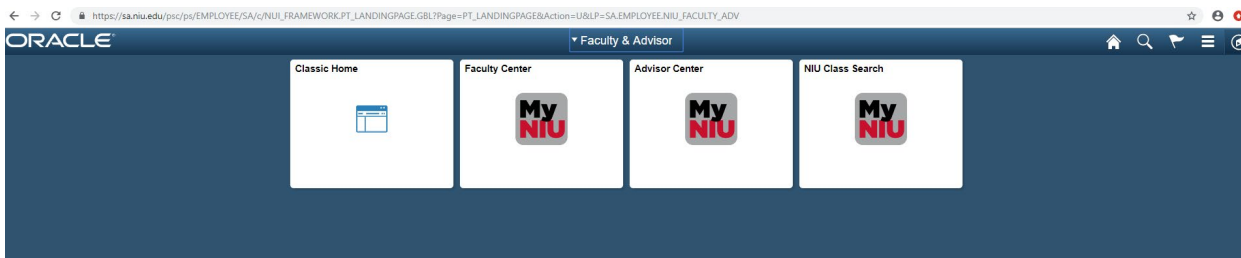 https://sa.niu.edu/psc/ps/EMPLOYEE/SA/c/NUI_FRAMEWORK.PT_LANDINGPAGE.GBL?Page=PT_LANDINGPAGE&Action=U&LP=SA.EMPLOYEE.NIU_FACULTY_ADV
ORACLE®
Faculty & Advisor
Classic Home
Faculty Center
Advisor Center
NIU Class Search
My
NIU
My
NIU
My
NIU